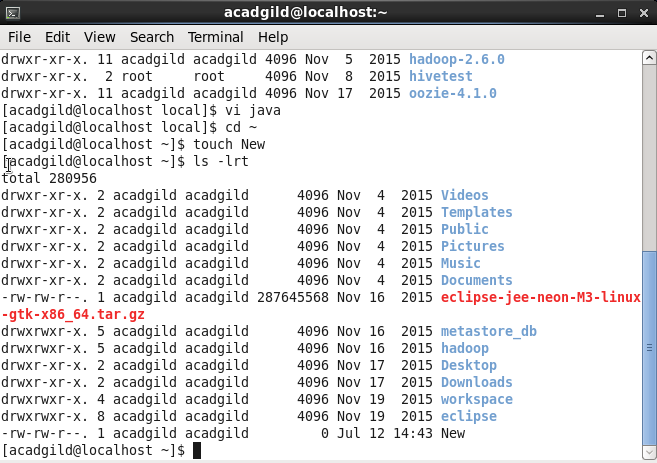 acadgild@localhost:~
File Edit View Search Terminal Help
drwxr-xr-x. 11 acadgild acadgild 4096 Nov  5  2015 hadoop-2.6.0
drwxr-xr-x.  2 root     root     4096 Nov  8  2015 hivetest
drwxr-xr-x. 11 acadgild acadgild 4096 Nov 17  2015 oozie-4.1.0
[acadgild@localhost local]$ vi java
[acadgild@localhost local]$ cd ~
[acadgild@localhost ~]$ touch New
[acadgild@localhost ~]$ ls -lrt
total 280956
drwxr-xr-x. 2 acadgild acadgild      4096 Nov  4  2015 Videos
drwxr-xr-x. 2 acadgild acadgild      4096 Nov  4  2015 Templates
drwxr-xr-x. 2 acadgild acadgild      4096 Nov  4  2015 Public
drwxr-xr-x. 2 acadgild acadgild      4096 Nov  4  2015 Pictures
drwxr-xr-x. 2 acadgild acadgild      4096 Nov  4  2015 Music
drwxr-xr-x. 2 acadgild acadgild      4096 Nov  4  2015 Documents
-rw-rw-r--. 1 acadgild acadgild 287645568 Nov 16  2015 eclipse-jee-neon-M3-linux
-gtk-x86_64.tar.gz
drwxrwxr-x. 5 acadgild acadgild      4096 Nov 16  2015 metastore_db
drwxrwxr-x. 5 acadgild acadgild      4096 Nov 16  2015 hadoop
drwxr-xr-x. 2 acadgild acadgild      4096 Nov 17  2015 Desktop
drwxr-xr-x. 2 acadgild acadgild      4096 Nov 17  2015 Downloads
drwxrwxr-x. 4 acadgild acadgild      4096 Nov 19  2015 workspace
drwxrwxr-x. 8 acadgild acadgild      4096 Nov 19  2015 eclipse
-rw-rw-r--. 1 acadgild acadgild         0 Jul 12 14:43 New
[acadgild@localhost ~]$